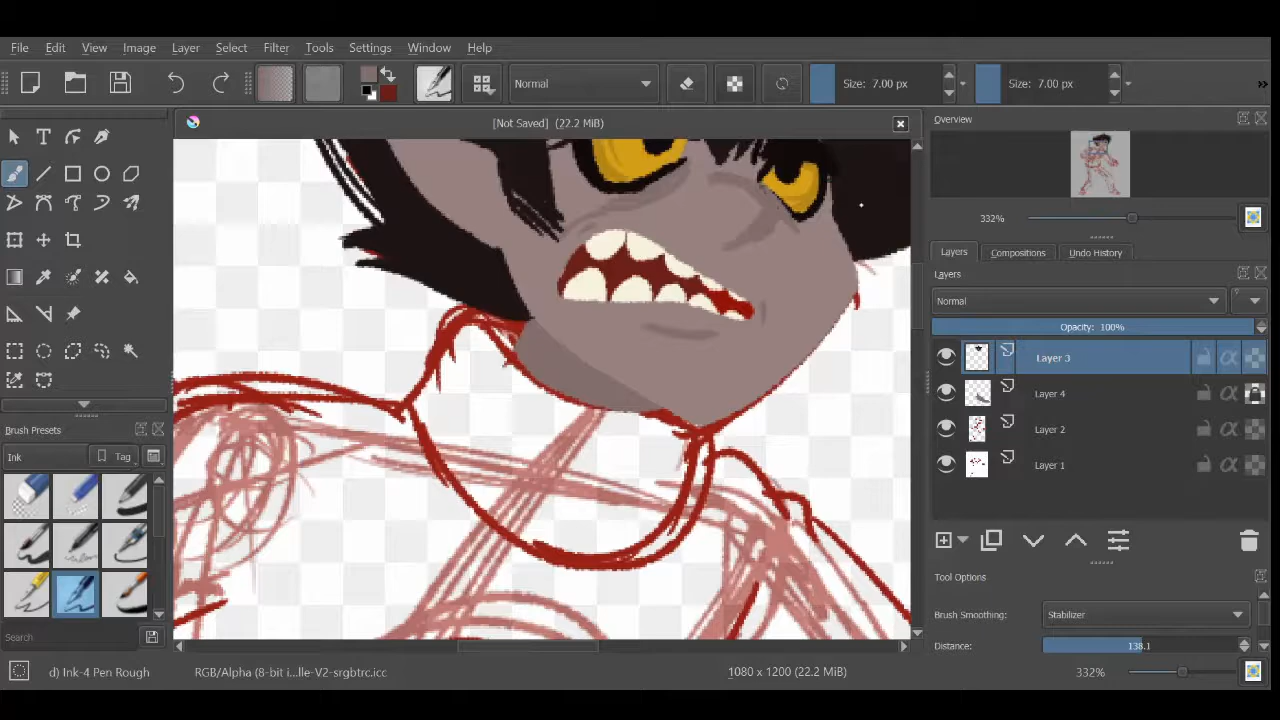 File Edit View Image Layer Select Filter Tools Settings Window Help
Normal Size: 7.00 px Size: 7.00 px »
[Not Saved] (22.2 MiB)
Overview
332%
Layers Compositions Undo History
Layers
Normal
Opacity: 100%
Layer 3
Layer 4
Layer 2
Layer 1
Brush Presets
Ink Tag
Search
Tool Options
Brush Smoothing: Stabilizer
Distance: 138.1
d) Ink-4 Pen Rough RGB/Alpha (8-bit i...lle-V2-srgbtrc.icc 1080 x 1200 (22.2 MiB) 332%